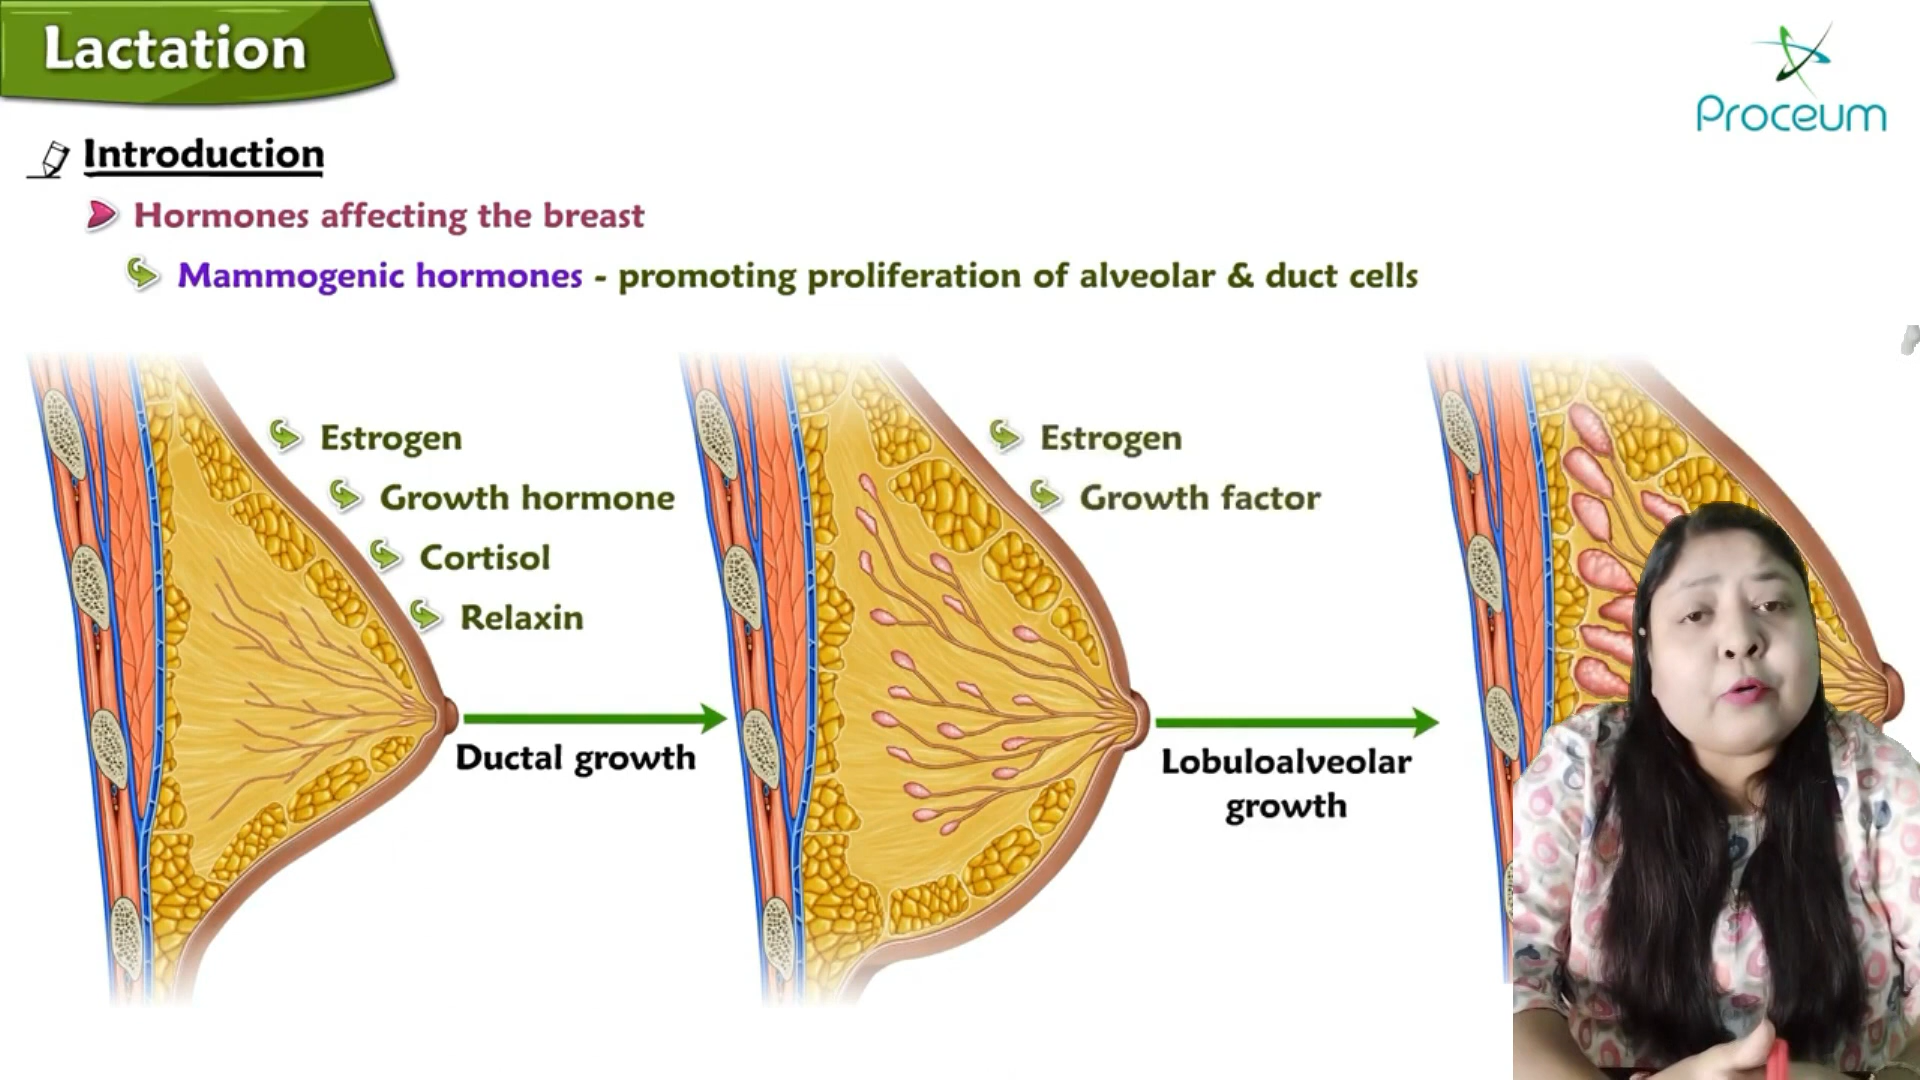 Lactation
Proceum
Introduction
Hormones affecting the breast
Mammogenic hormones - promoting proliferation of alveolar & duct cells
Estrogen
Growth hormone
Cortisol
Relaxin
Ductal growth
Estrogen
Growth factor
Lobuloalveolar
growth